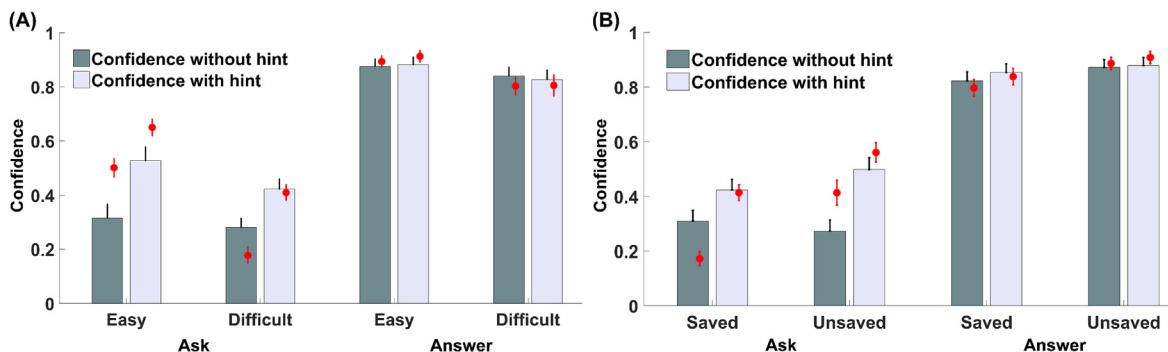 (A)
1
Confidence without hint
Confidence with hint
0.8
0.6
0.4
0.2
0
Confidence
Easy
Difficult
Easy
Difficult
Ask
Answer
(B)
1
Confidence without hint
Confidence with hint
0.8
0.6
0.4
0.2
0
Confidence
Saved
Unsaved
Saved
Unsaved
Ask
Answer